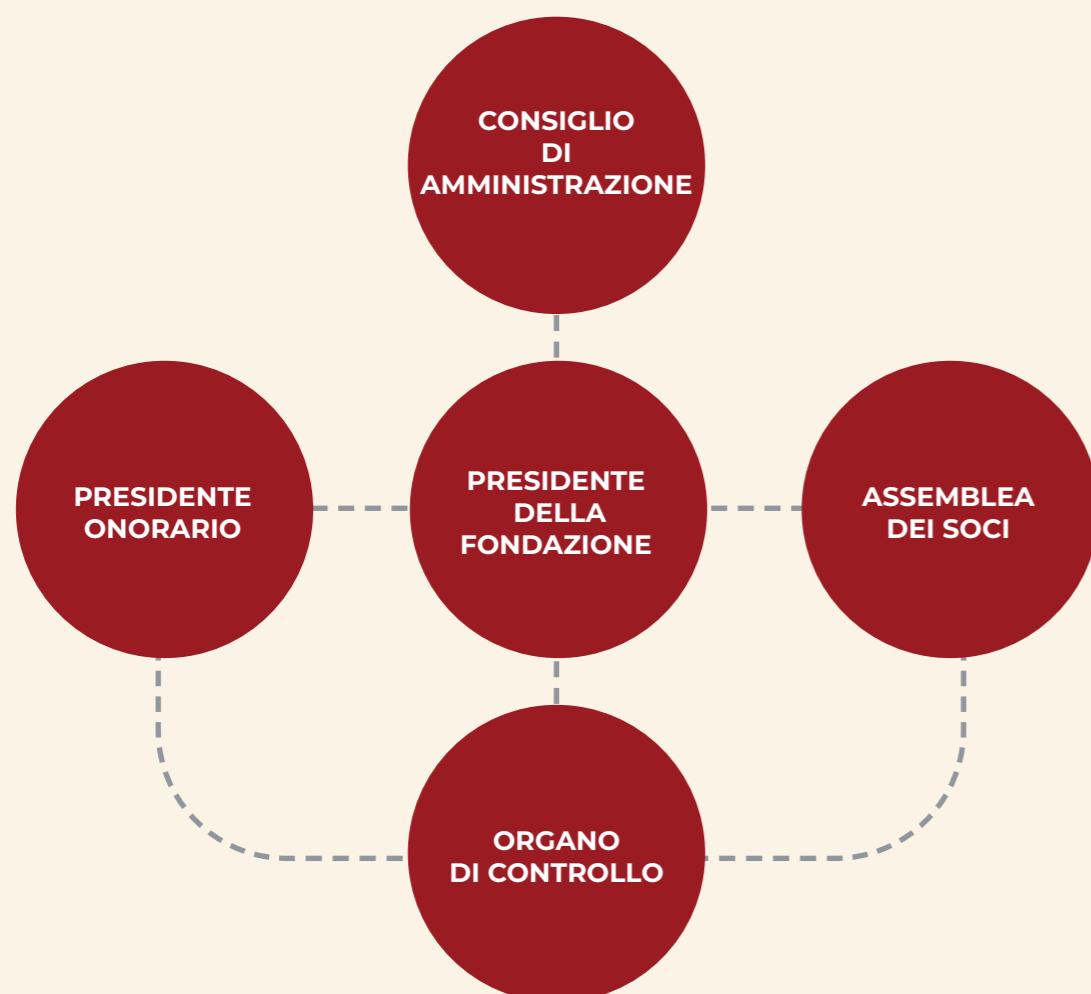 CONSIGLIO
DI
AMMINISTRAZIONE
PRESIDENTE
ONORARIO
PRESIDENTE
DELLA
FONDAZIONE
ASSEMBLEA
DEI SOCI
ORGANO
DI CONTROLLO